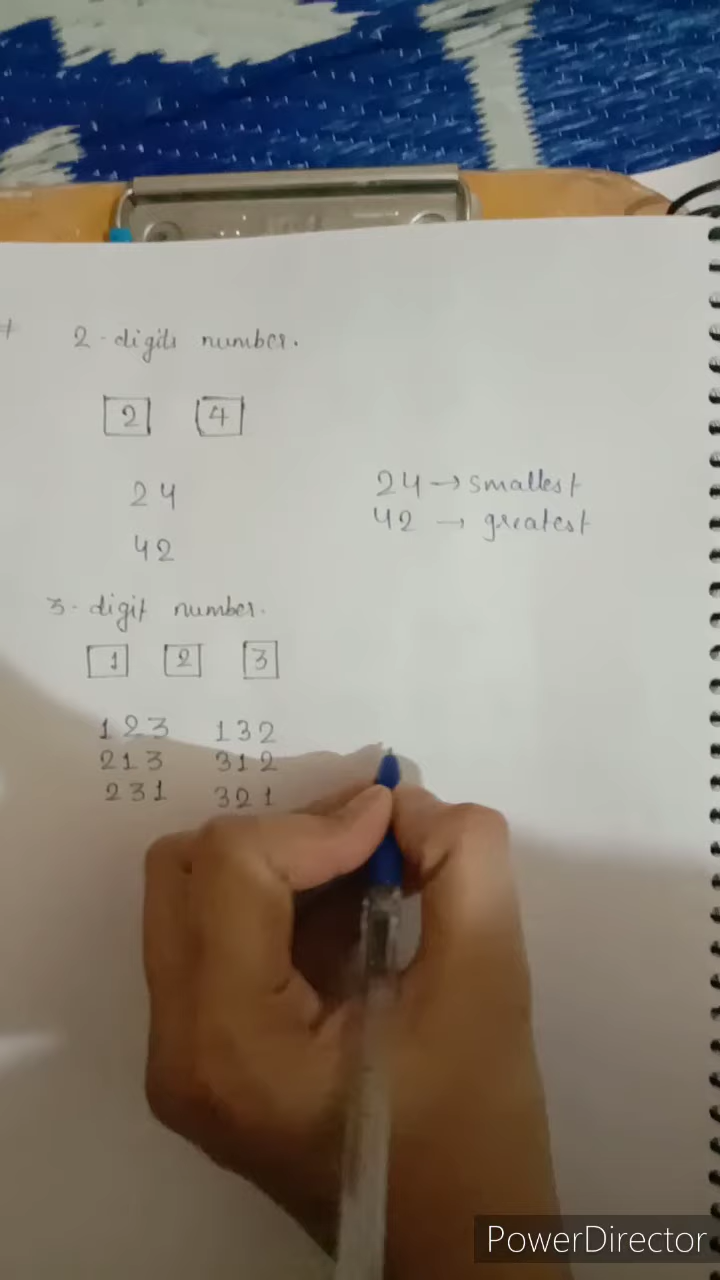 2-digits number.
2 4
24
42
24 → smallest
42 → greatest
3-digit number.
1 2 3
123 132
213 312
231 321
PowerDirector